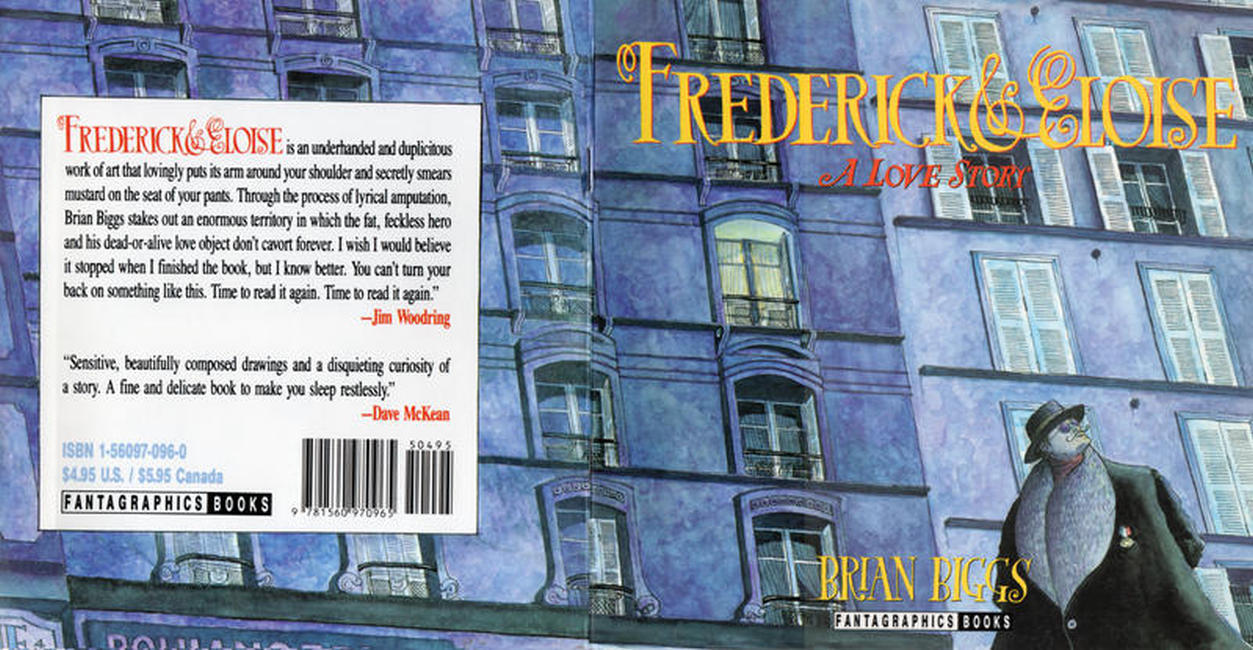 FREDERICK & ELOISE is an underhanded and duplicitous
work of art that lovingly puts its arm around your shoulder and secretly smears
mustard on the seat of your pants. Through the process of lyrical amputation,
Brian Biggs stakes out an enormous territory in which the fat, feckless hero
and his dead-or-alive love object don't cavort forever. I wish I would believe
it stopped when I finished the book, but I know better. You can't turn your
back on something like this. Time to read it again. Time to read it again."
—Jim Woodring
"Sensitive, beautifully composed drawings and a disquieting curiosity of
a story. A fine and delicate book to make you sleep restlessly."
—Dave McKean
ISBN 1-56097-096-0
$4.95 U.S. / $5.95 Canada
FANTAGRAPHICS BOOKS
50495
9 781560 970965
FREDERICK & ELOISE
A LOVE STORY
BRIAN BIGGS
FANTAGRAPHICS BOOKS